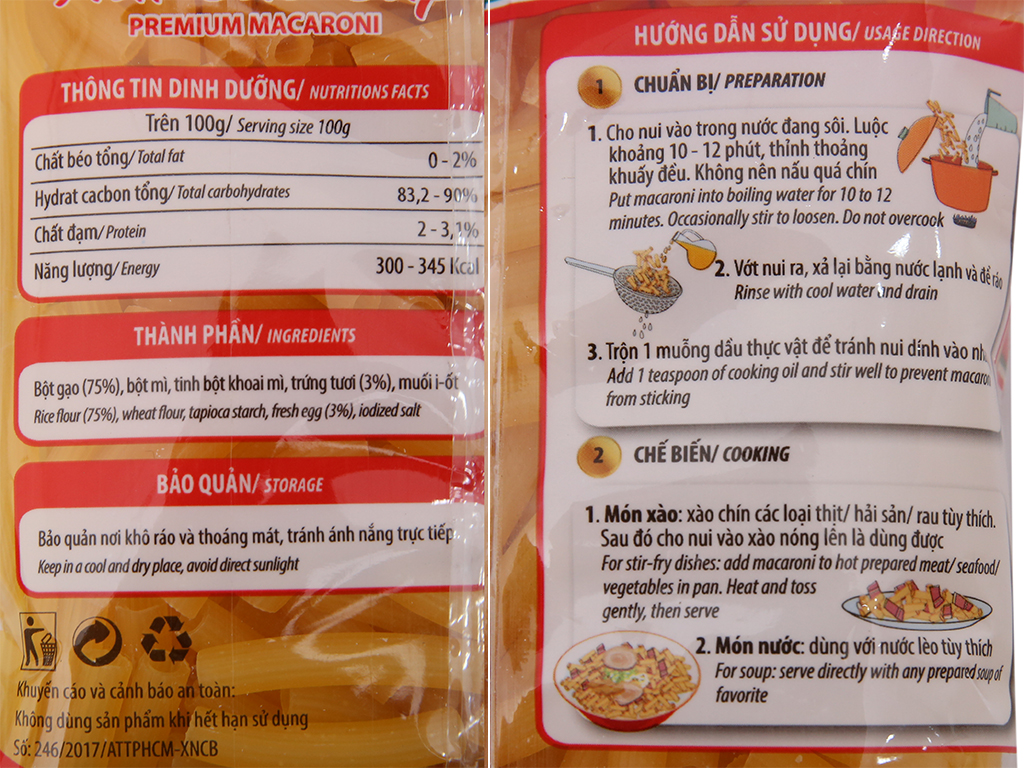 PREMIUM MACARONI
THÔNG TIN DINH DƯỠNG/ NUTRITIONS FACTS
Trên 100g/ Serving size 100g
Chất béo tổng/ Total fat 0 - 2%
Hydrat cacbon tổng/ Total carbohydrates 83,2 - 90%
Chất đạm/ Protein 2 - 3,1%
Năng lượng/ Energy 300 - 345 Kcal
THÀNH PHẦN/ INGREDIENTS
Bột gạo (75%), bột mì, tinh bột khoai mì, trứng tươi (3%), muối i-ốt
Rice flour (75%), wheat flour, tapioca starch, fresh egg (3%), iodized salt
BẢO QUẢN/ STORAGE
Bảo quản nơi khô ráo và thoáng mát, tránh ánh nắng trực tiếp.
Keep in a cool and dry place, avoid direct sunlight
Khuyến cáo và cảnh báo an toàn:
Không dùng sản phẩm khi hết hạn sử dụng
Số: 246/2017/ATTPHCM-XNCB
HƯỚNG DẪN SỬ DỤNG/ USAGE DIRECTION
1 CHUẨN BỊ/ PREPARATION
1. Cho nui vào trong nước đang sôi. Luộc
khoảng 10 - 12 phút, thỉnh thoảng
khuấy đều. Không nên nấu quá chín
Put macaroni into boiling water for 10 to 12
minutes. Occasionally stir to loosen. Do not overcook
2. Vớt nui ra, xả lại bằng nước lạnh và để ráo
Rinse with cool water and drain
3. Trộn 1 muỗng dầu thực vật để tránh nui dính vào
Add 1 teaspoon of cooking oil and stir well to prevent macaron
from sticking
2 CHẾ BIẾN/ COOKING
1. Món xào: xào chín các loại thịt/ hải sản/ rau tùy thích.
Sau đó cho nui vào xào nóng lên là dùng được
For stir-fry dishes: add macaroni to hot prepared meat/ seafood/
vegetables in pan. Heat and toss
gently, then serve
2. Món nước: dùng với nước lèo tùy thích
For soup: serve directly with any prepared soup of
favorite